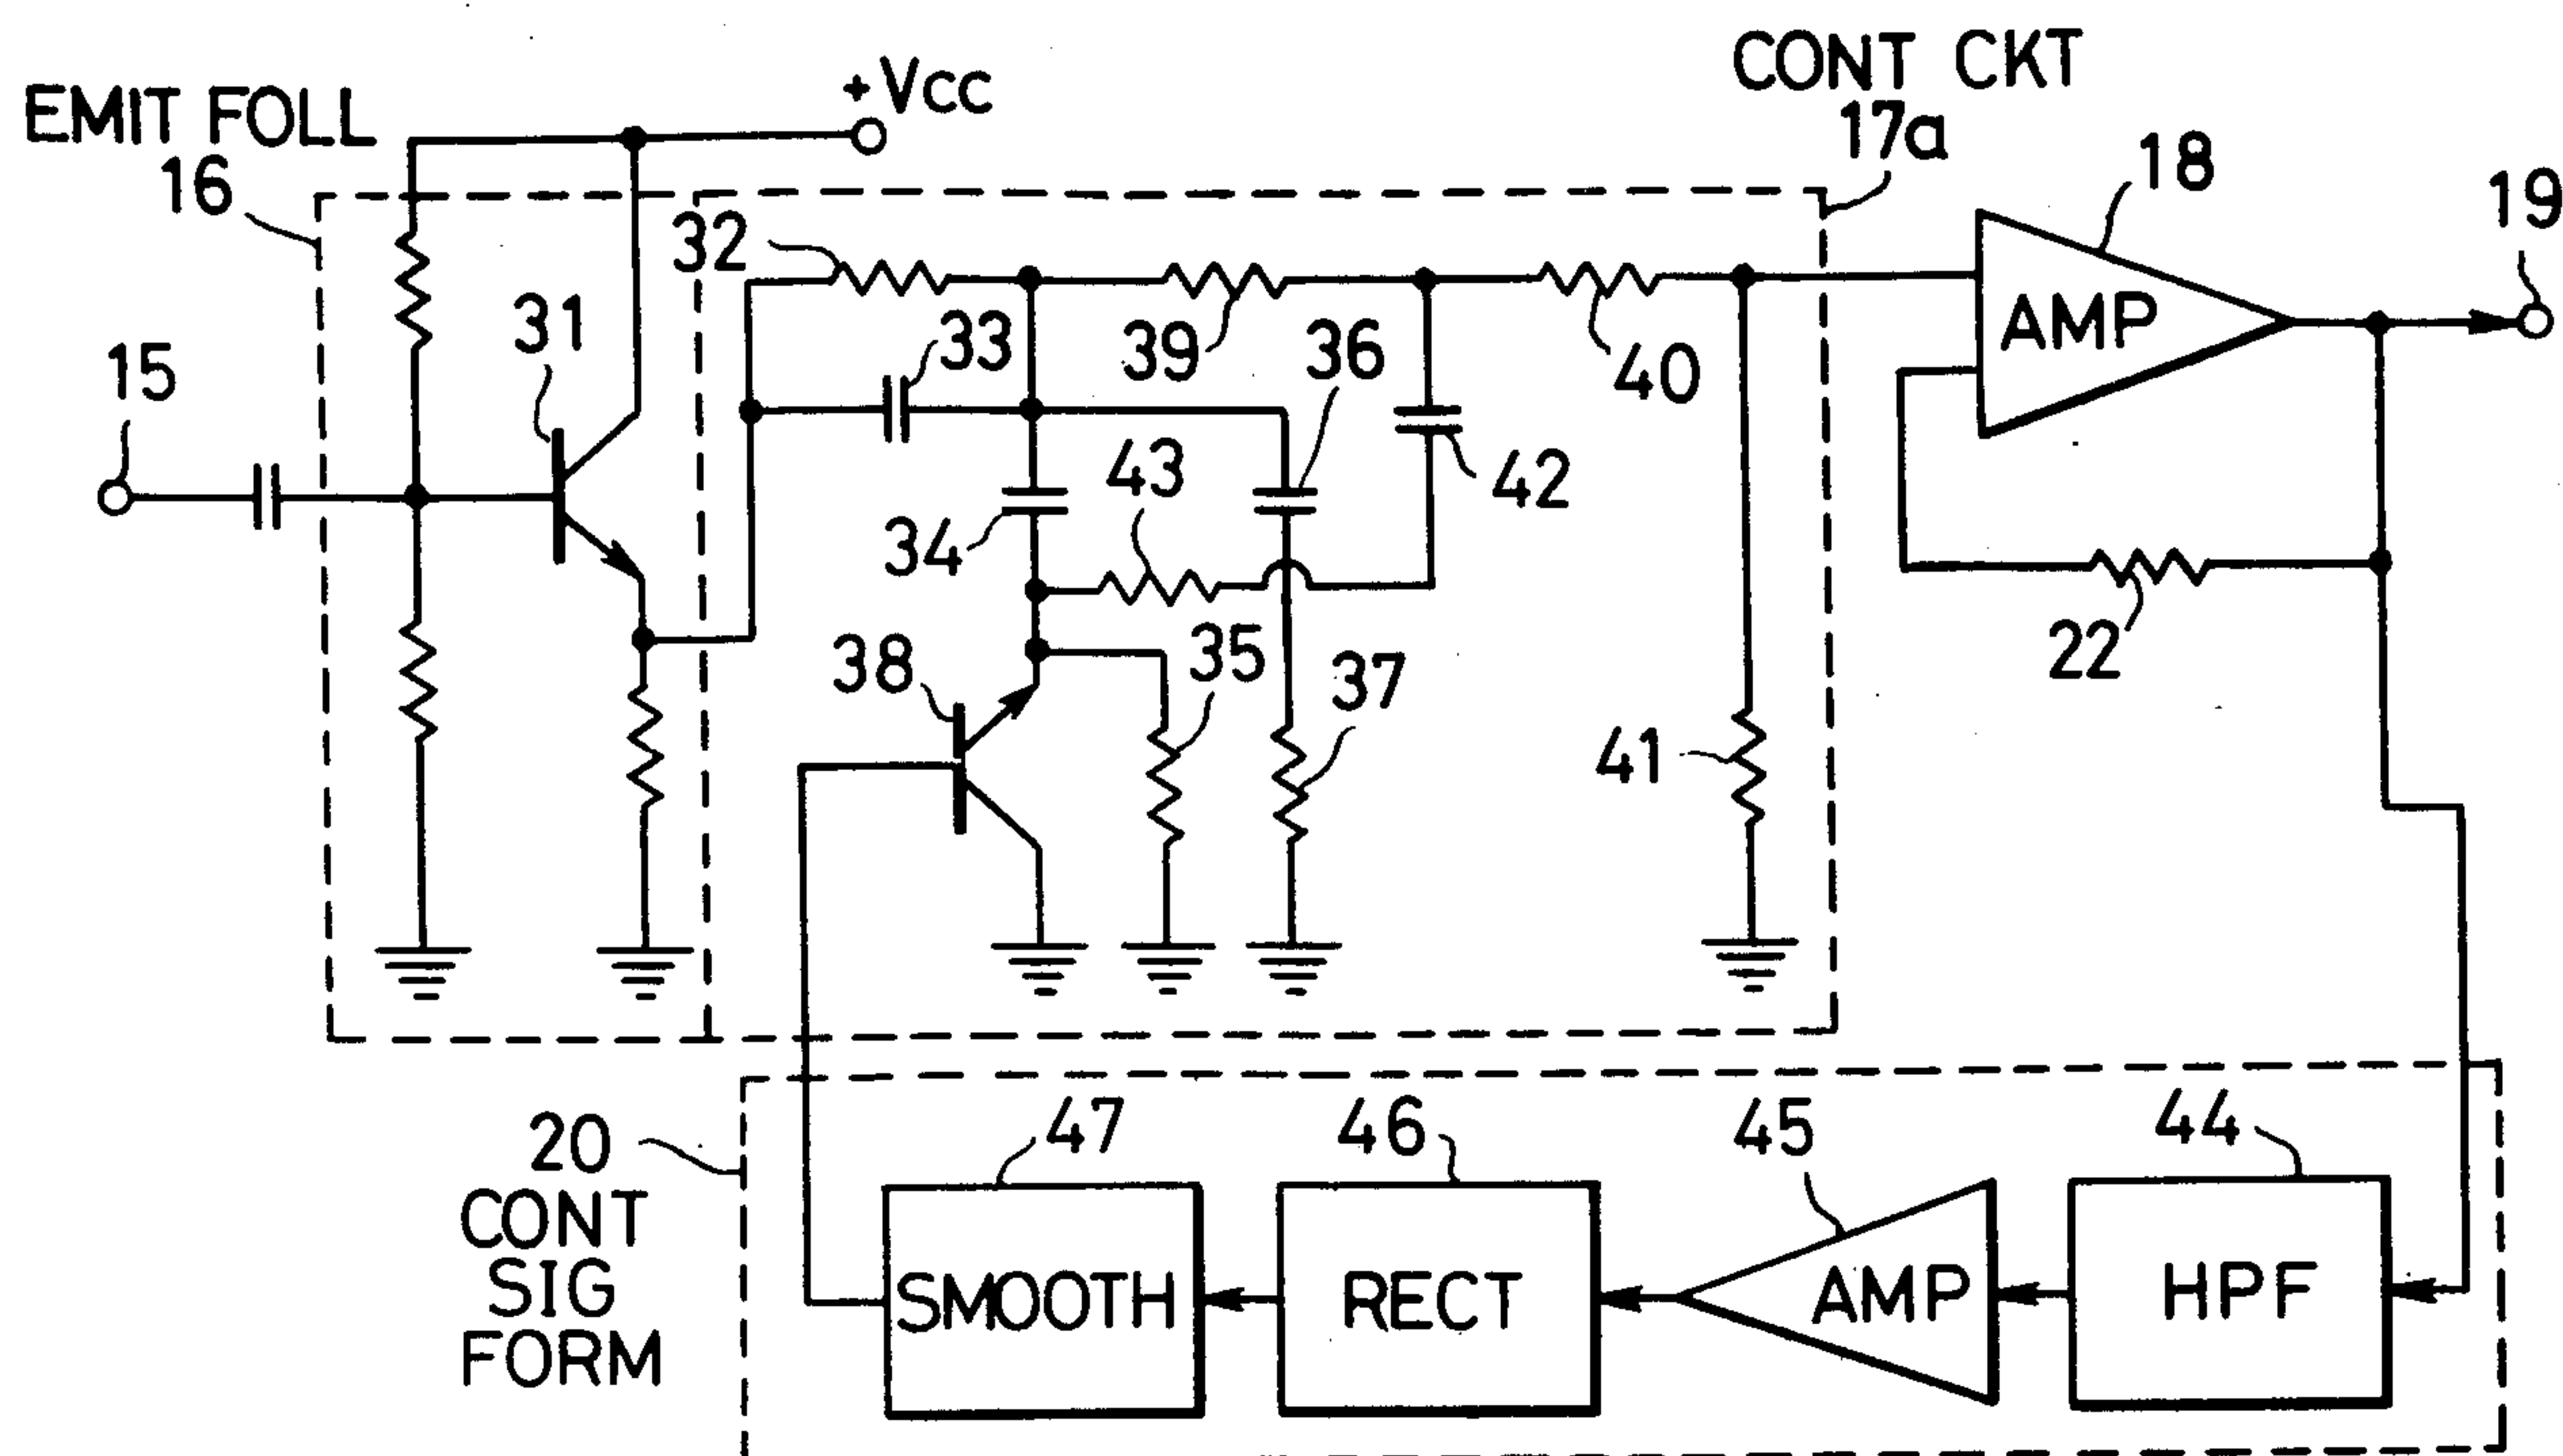 EMIT FOLL
16
+Vcc
CONT CKT
17a
18
19
15
31
32
33
39
36
40
AMP
34
43
42
22
38
35
37
41
20
CONT
SIG
FORM
47
46
45
44
SMOOTH
RECT
AMP
HPF